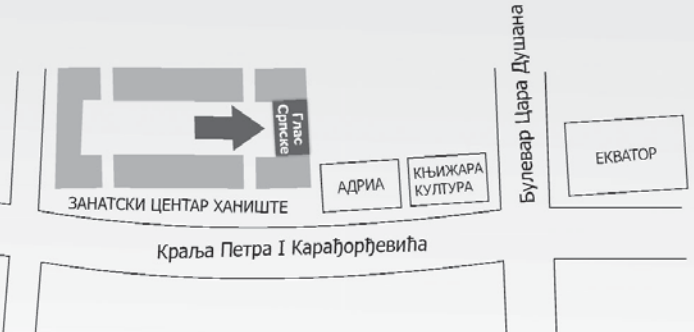 Булевар Цара Душана
Глас
Српске
ЕКВАТОР
АДРИА
КЊИЖАРА
КУЛТУРА
ЗАНАТСКИ ЦЕНТАР ХАНИШТЕ
Краља Петра I Карађорђевића